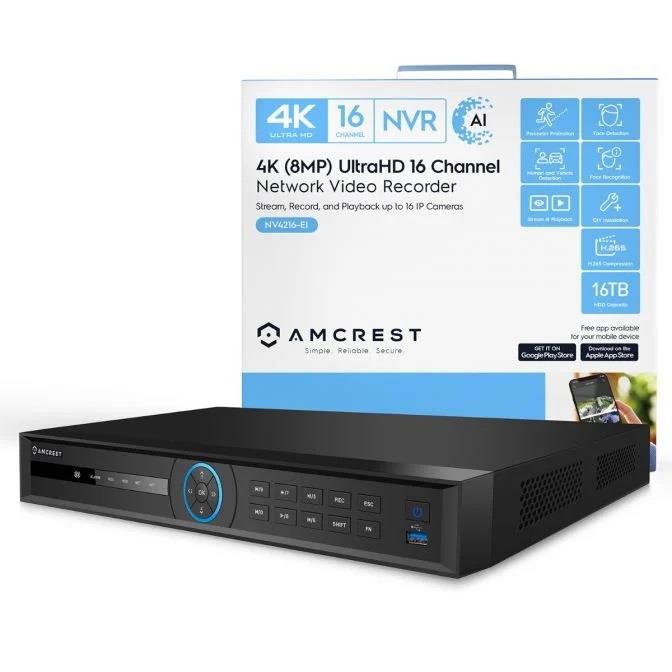 4K
ULTRA HD
16
CHANNEL
NVR
AI
4K (8MP) UltraHD 16 Channel
Network Video Recorder
Stream, Record, and Playback up to 16 IP Cameras
NV4216-EI
Perimeter Protection
Face Detection
Human and Vehicle
Detection
Face Recognition
Stream & Playback
DIY Installation
H.265
H.265 Compression
16TB
HDD Capacity
AMCREST
Simple. Reliable. Secure.
Free app available
for your mobile device
GET IT ON
Google Play Store
Download on the
Apple App Store
AMCREST
ALARM
OK
REC
ESC
SHIFT
FN